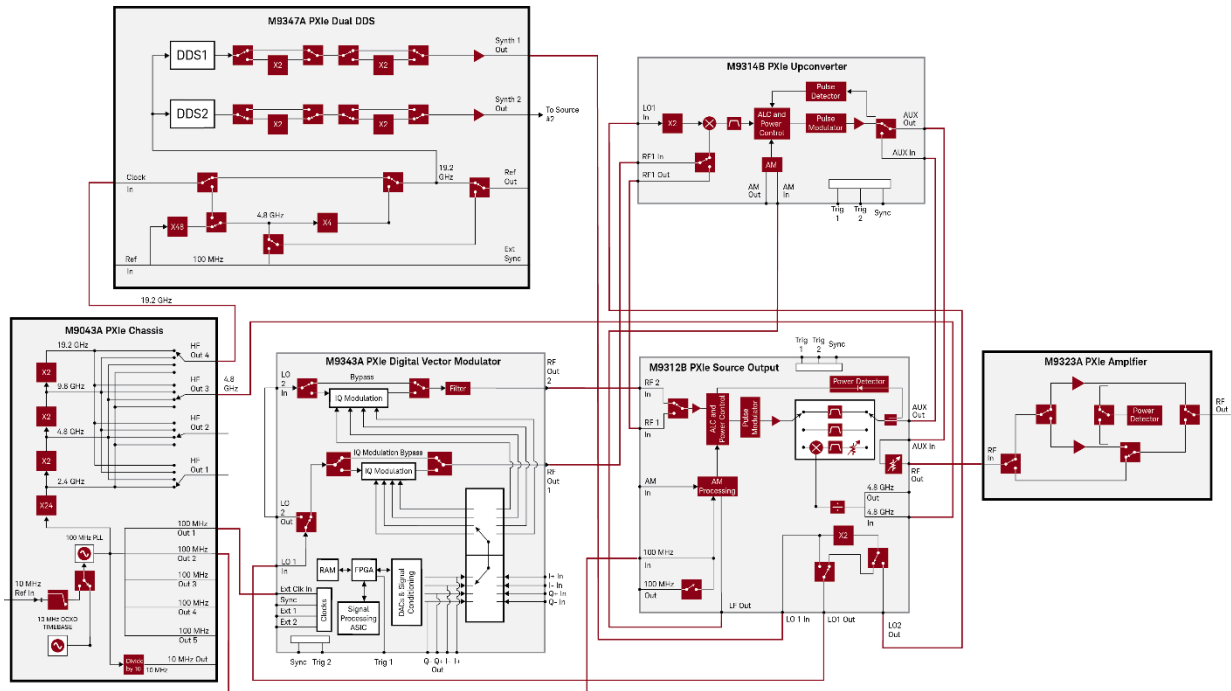 M9347A PXIe Dual DDS
DDS1
X2
X2
Synth 1
Out
DDS2
X2
X2
Synth 2
Out
To Source
#2
19.2
GHz
Clock
In
Ref
Out
X48
4.8 GHz
X4
Ref
In
100 MHz
Ext
Sync
19.2 GHz
M9314B PXIe Upconverter
LO1
In
X2
ALC and
Power
Control
Pulse
Detector
Pulse
Modulator
AUX
Out
AUX In
RF1 In
RF1 Out
AM
AM
Out
AM
In
Trig
1
Trig
2
Sync
M9043A PXIe Chassis
19.2 GHz
HF
Out 4
X2
9.6 GHz
HF
Out 3
4.8
GHz
X2
4.8 GHz
HF
Out 2
X2
2.4 GHz
HF
Out 1
X24
100 MHz
Out 1
100 MHz PLL
100 MHz
Out 2
10 MHz
Ref In
100 MHz
Out 3
100 MHz
Out 4
13 MHz OCXO
TIMEBASE
100 MHz
Out 5
Divide
by 10
10 MHz
10 MHz Out
M9343A PXIe Digital Vector Modulator
LO
2
In
Bypass
IQ Modulation
Filter
RF
Out
2
IQ Modulation Bypass
IQ Modulation
RF
Out
1
LO
2
Out
LO 1
In
RAM
FPGA
Signal
Processing
ASIC
DACs & Signal
Conditioning
Ext Clk In
Sync
Ext 1
Ext 2
Clocks
I+ In
I- In
Q+ In
Q- In
Sync
Trig 2
Trig 1
Q- Q+ I- I+
Out
M9312B PXIe Source Output
Trig
1
Trig
2
Sync
RF 2
In
RF 1
In
ALC and
Power Control
Pulse
Modulator
Power Detector
AUX
Out
AUX In
RF
Out
AM
In
AM
Processing
4.8 GHz
Out
4.8 GHz
In
100 MHz
In
X2
100 MHz
Out
LF Out
LO 1 In
LO1 Out
LO2
Out
M9323A PXIe Amplfier
Power
Detector
RF
In
RF
Out